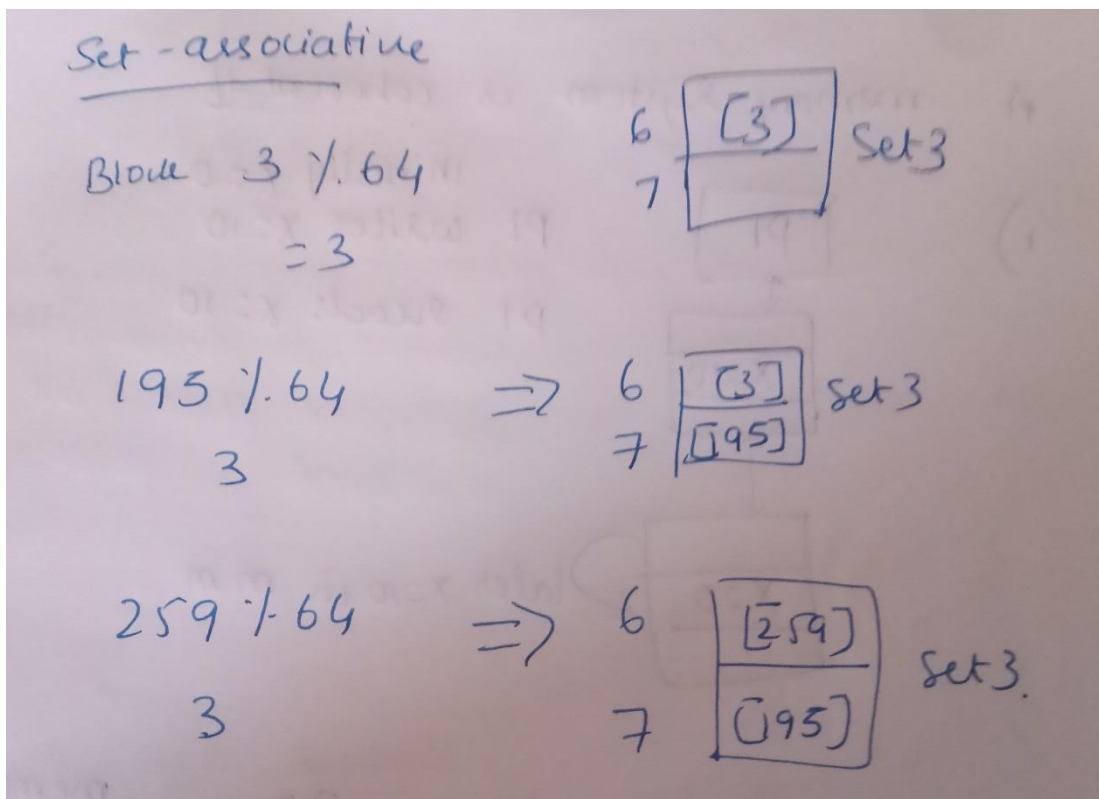 Set-associative
Block 3 % 64
= 3
6 [3] Set 3
7
195 % 64 => 6 [3] Set 3
3 7 [195]
259 % 64 => 6 [259] Set 3.
3 7 [195]